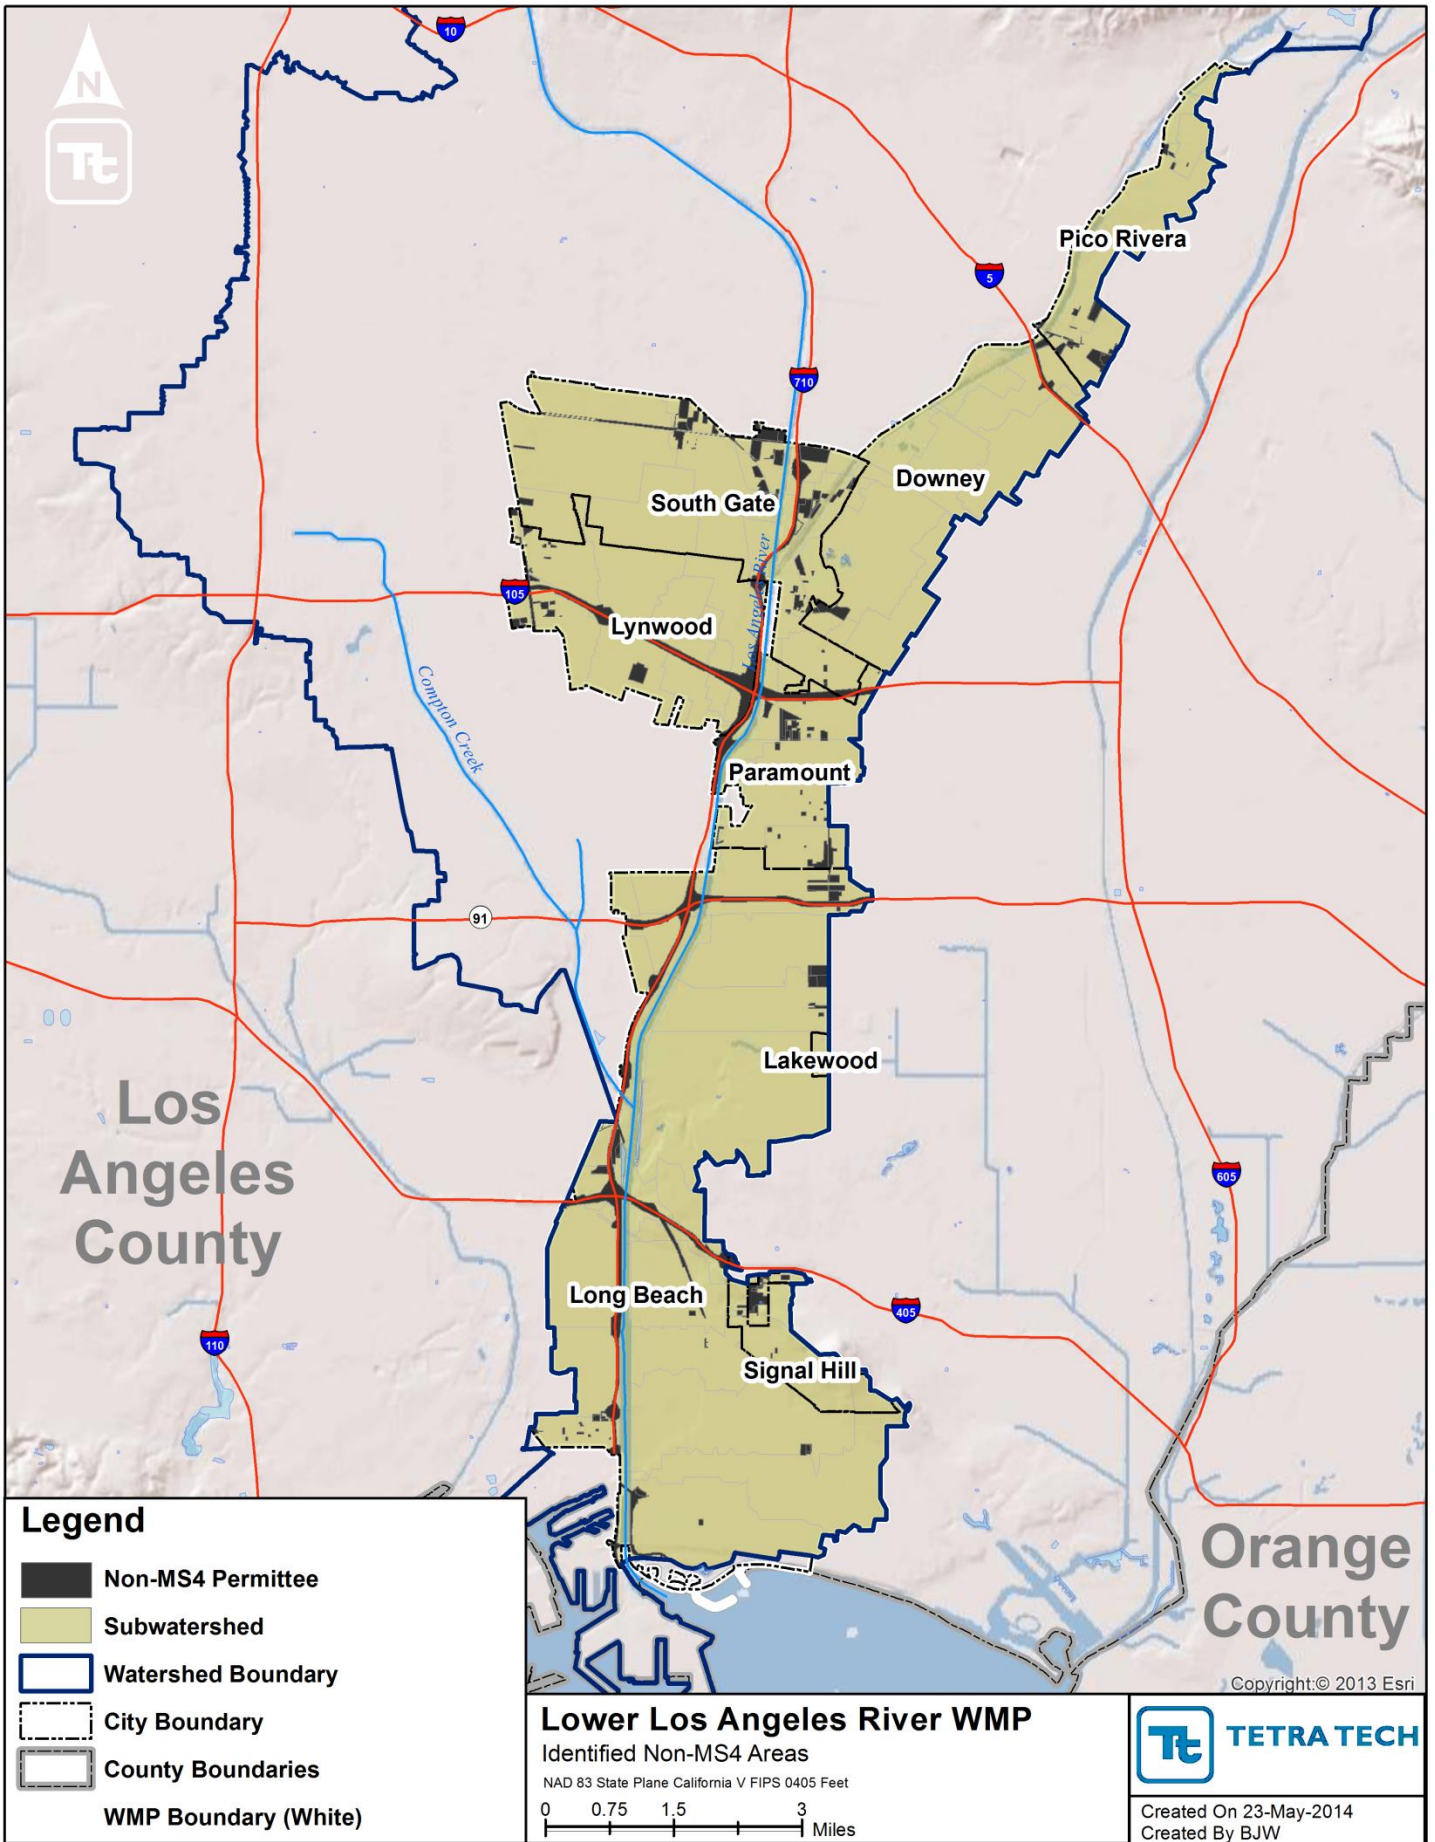 10
N
Tt
Pico Rivera
5
710
Downey
South Gate
Los Angeles River
105
Lynwood
Compton Creek
Paramount
91
Lakewood
Los
Angeles
County
605
Long Beach
405
110
Signal Hill
Orange
County
Copyright:© 2013 Esri
Legend
Non-MS4 Permittee
Subwatershed
Watershed Boundary
City Boundary
County Boundaries
WMP Boundary (White)
Lower Los Angeles River WMP
Identified Non-MS4 Areas
NAD 83 State Plane California V FIPS 0405 Feet
0 0.75 1.5 3
Miles
Tt TETRA TECH
Created On 23-May-2014
Created By BJW